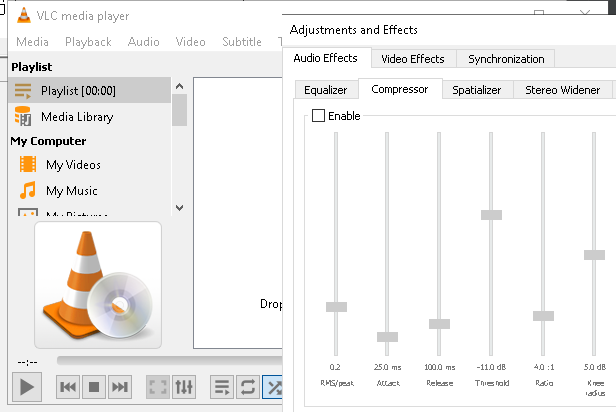 VLC media player
Media Playback Audio Video Subtitle
Playlist
Playlist [00:00]
Media Library
My Computer
My Videos
My Music
My Pictures
Drop
--:--
Adjustments and Effects
Audio Effects Video Effects Synchronization
Equalizer Compressor Spatializer Stereo Widener
Enable
0.2 25.0 ms 100.0 ms -11.0 dB 4.0 :1 5.0 dB
RMS/peak Attack Release Threshold Ratio Knee
radius